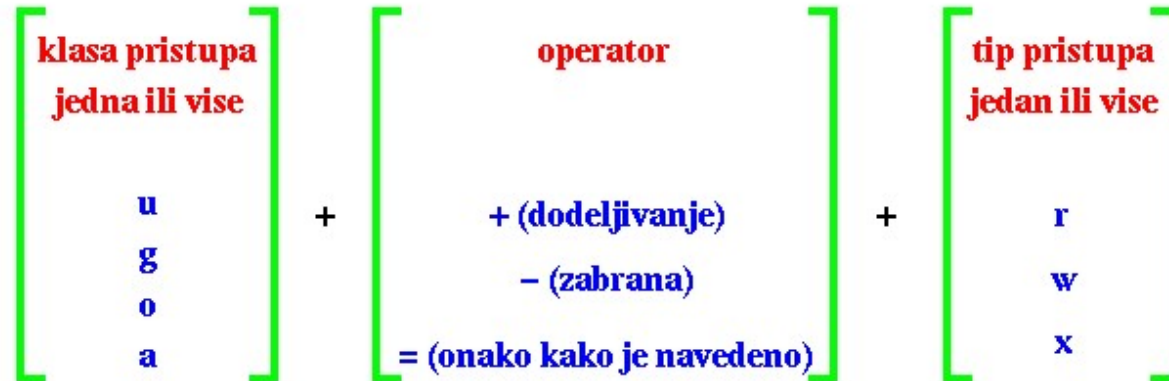 klasa pristupa
jedna ili vise
u
g
o
a
+
operator
+ (dodeljivanje)
– (zabrana)
= (onako kako je navedeno)
+
tip pristupa
jedan ili vise
r
w
x